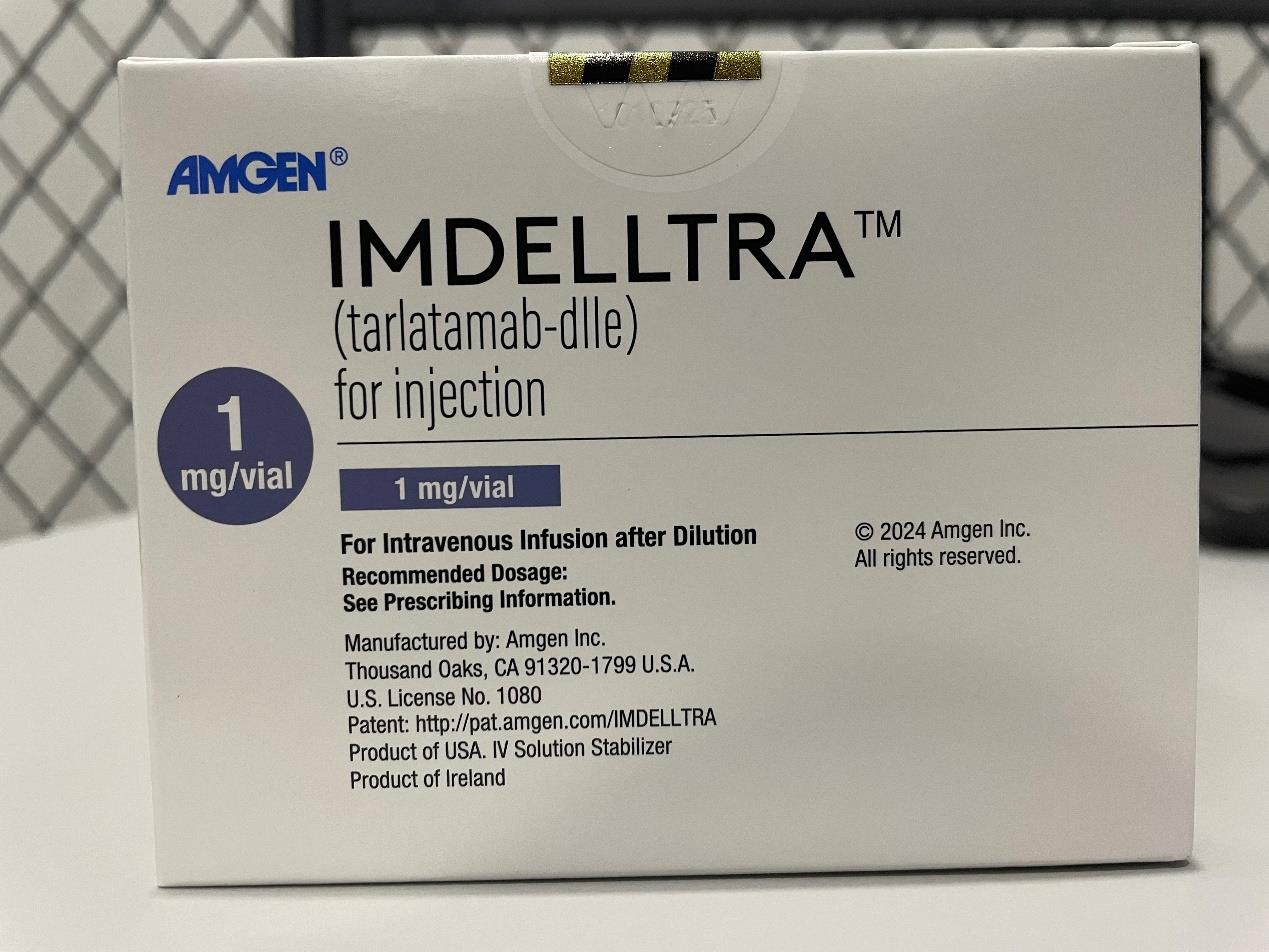 AMGEN®
IMDELLTRA™
(tarlatamab-dlle)
for injection
1
mg/vial
1 mg/vial
For Intravenous Infusion after Dilution
Recommended Dosage:
See Prescribing Information.
© 2024 Amgen Inc.
All rights reserved.
Manufactured by: Amgen Inc.
Thousand Oaks, CA 91320-1799 U.S.A.
U.S. License No. 1080
Patent: http://pat.amgen.com/IMDELLTRA
Product of USA. IV Solution Stabilizer
Product of Ireland